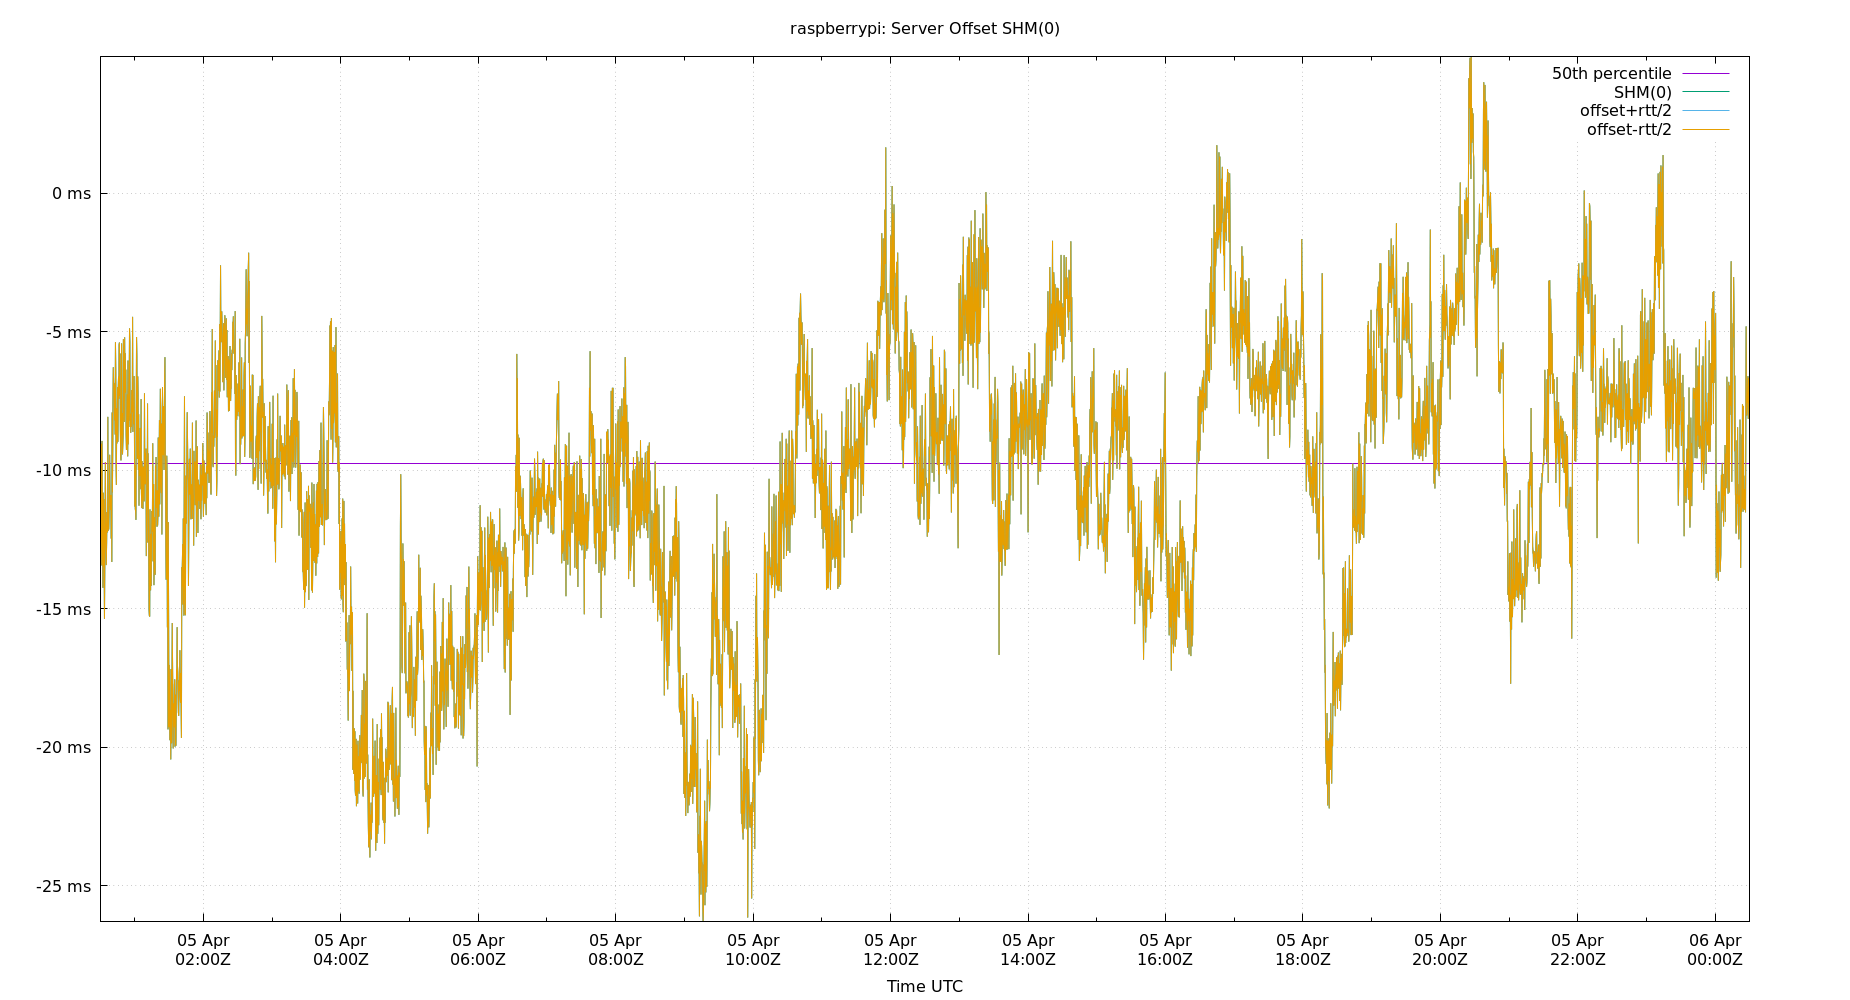 raspberrypi: Server Offset SHM(0)
50th percentile
SHM(0)
offset+rtt/2
offset-rtt/2
0 ms
-5 ms
-10 ms
-15 ms
-20 ms
-25 ms
05 Apr 05 Apr 05 Apr 05 Apr 05 Apr 05 Apr 05 Apr 05 Apr 05 Apr 05 Apr 05 Apr 06 Apr
02:00Z 04:00Z 06:00Z 08:00Z 10:00Z 12:00Z 14:00Z 16:00Z 18:00Z 20:00Z 22:00Z 00:00Z
Time UTC